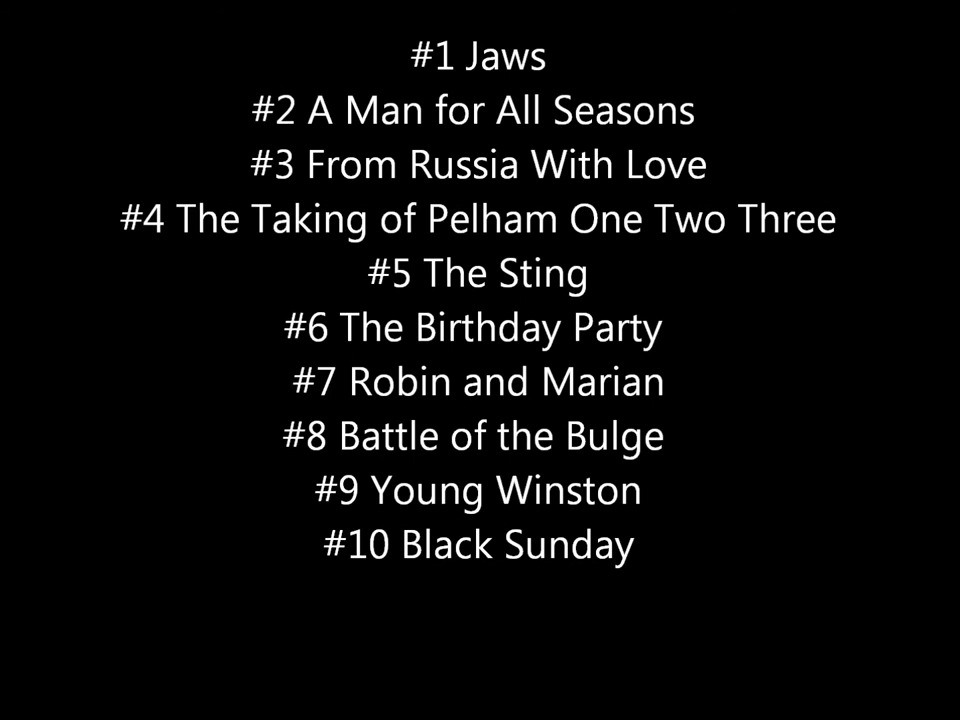 #1 Jaws
#2 A Man for All Seasons
#3 From Russia With Love
#4 The Taking of Pelham One Two Three
#5 The Sting
#6 The Birthday Party
#7 Robin and Marian
#8 Battle of the Bulge
#9 Young Winston
#10 Black Sunday